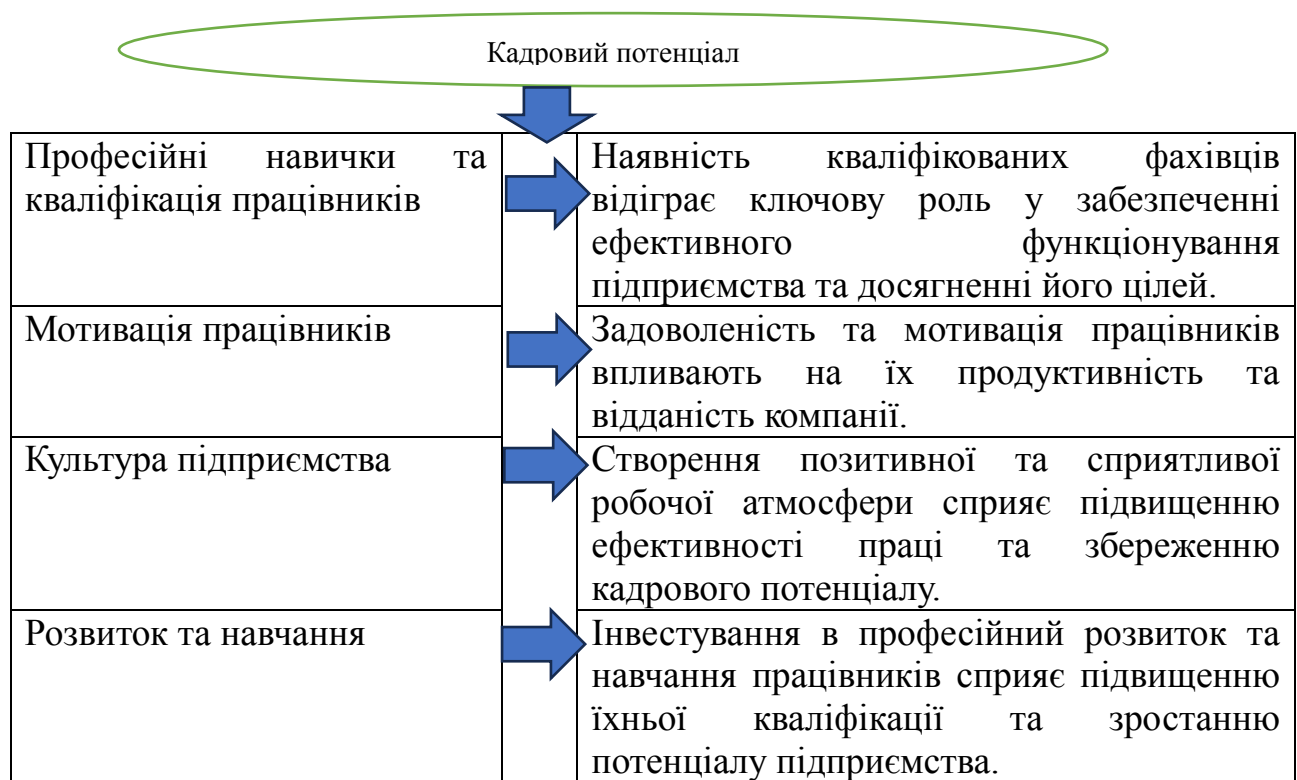 Кадровий потенціал
Професійні навички та
кваліфікація працівників
Наявність кваліфікованих фахівців
відіграє ключову роль у забезпеченні
ефективного функціонування
підприємства та досягненні його цілей.
Мотивація працівників
Задоволеність та мотивація працівників
впливають на їх продуктивність та
відданість компанії.
Культура підприємства
Створення позитивної та сприятливої
робочої атмосфери сприяє підвищенню
ефективності праці та збереженню
кадрового потенціалу.
Розвиток та навчання
Інвестування в професійний розвиток та
навчання працівників сприяє підвищенню
їхньої кваліфікації та зростанню
потенціалу підприємства.